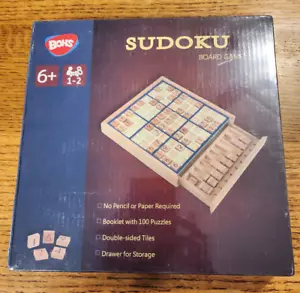 BOHS
SUDOKU
BOARD GAME
6+
1-2
No Pencil or Paper Required
Booklet with 100 Puzzles
Double-sided Tiles
Drawer for Storage